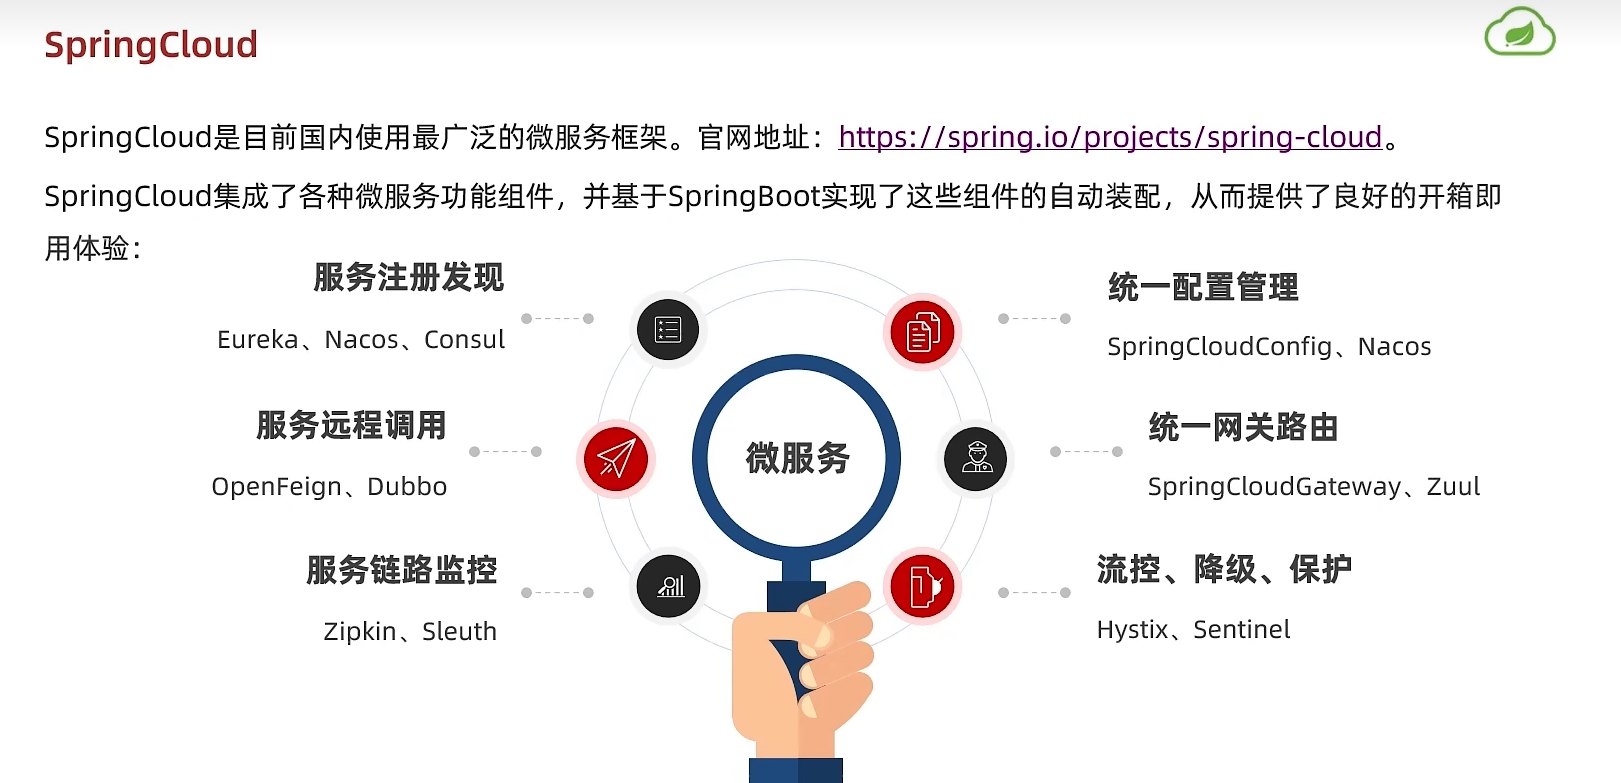 SpringCloud
SpringCloud是目前国内使用最广泛的微服务框架。官网地址：https://spring.io/projects/spring-cloud。
SpringCloud集成了各种微服务功能组件，并基于SpringBoot实现了这些组件的自动装配，从而提供了良好的开箱即
用体验：
服务注册发现
Eureka、Nacos、Consul
统一配置管理
SpringCloudConfig、Nacos
服务远程调用
OpenFeign、Dubbo
微服务
统一网关路由
SpringCloudGateway、Zuul
服务链路监控
Zipkin、Sleuth
流控、降级、保护
Hystix、Sentinel